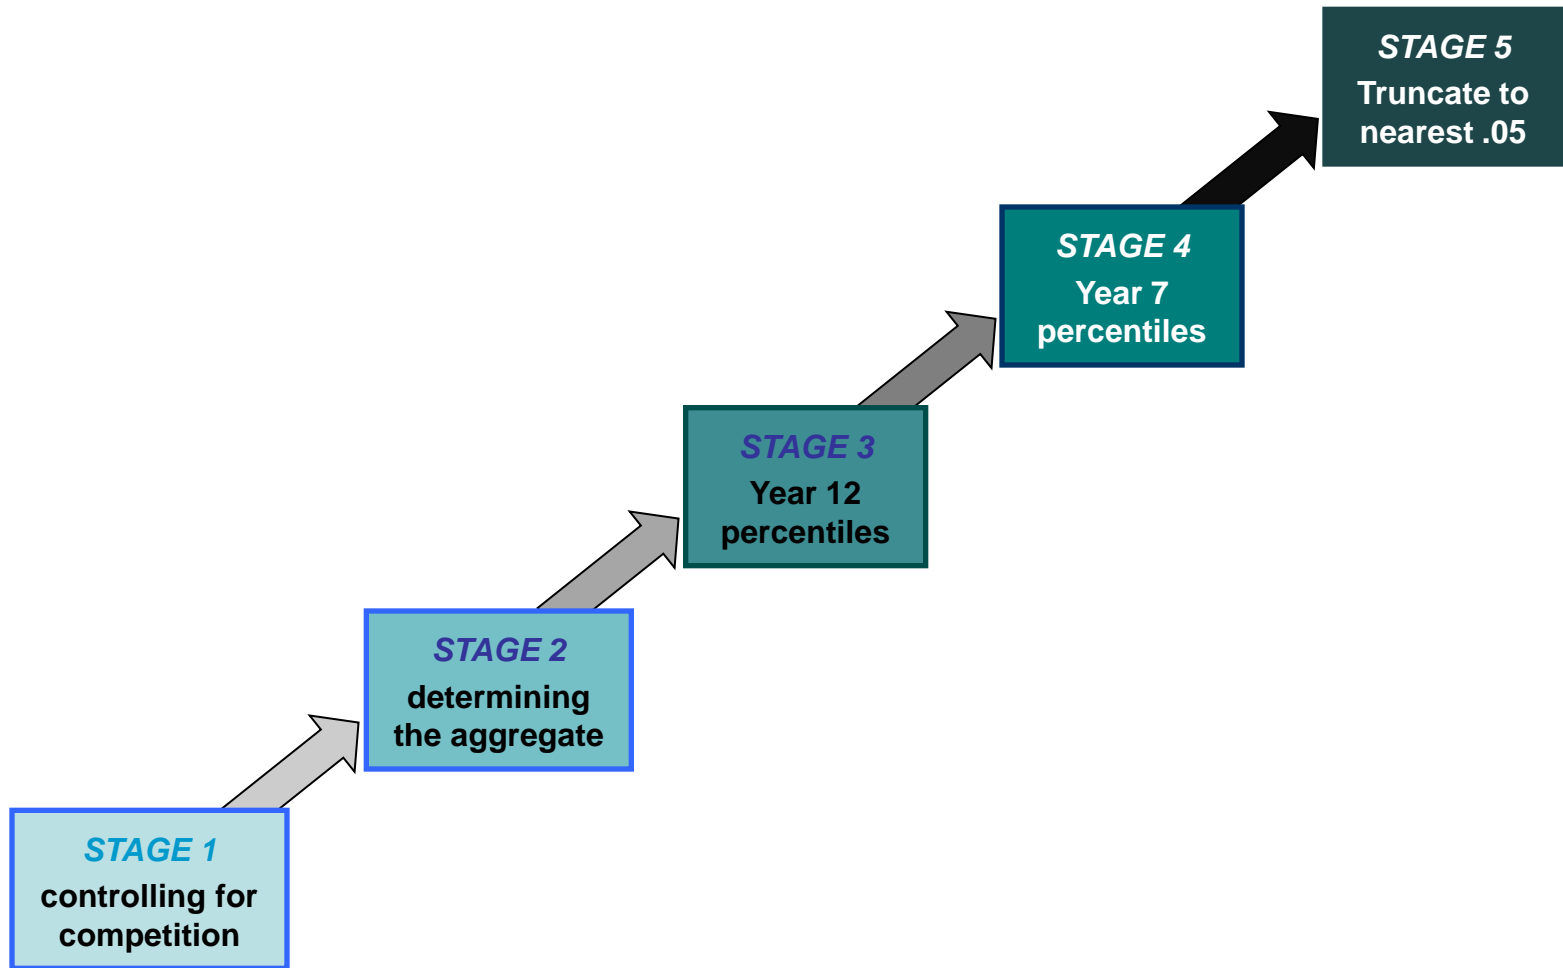 STAGE 5
Truncate to
nearest .05
STAGE 4
Year 7
percentiles
STAGE 3
Year 12
percentiles
STAGE 2
determining
the aggregate
STAGE 1
controlling for
competition